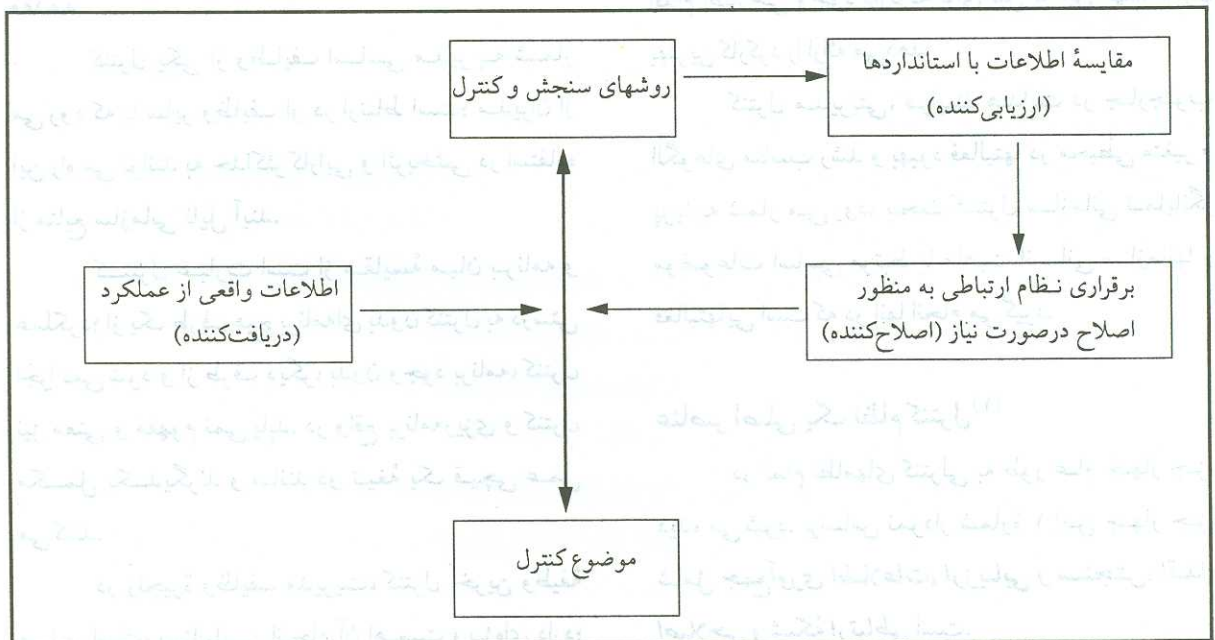 مقایسهٔ اطلاعات با استانداردها
(ارزیابی‌کننده)
روشهای سنجش و کنترل
برقراری نظام ارتباطی به منظور
اصلاح درصورت نیاز (اصلاح‌کننده)
اطلاعات واقعی از عملکرد
(دریافت‌کننده)
موضوع کنترل